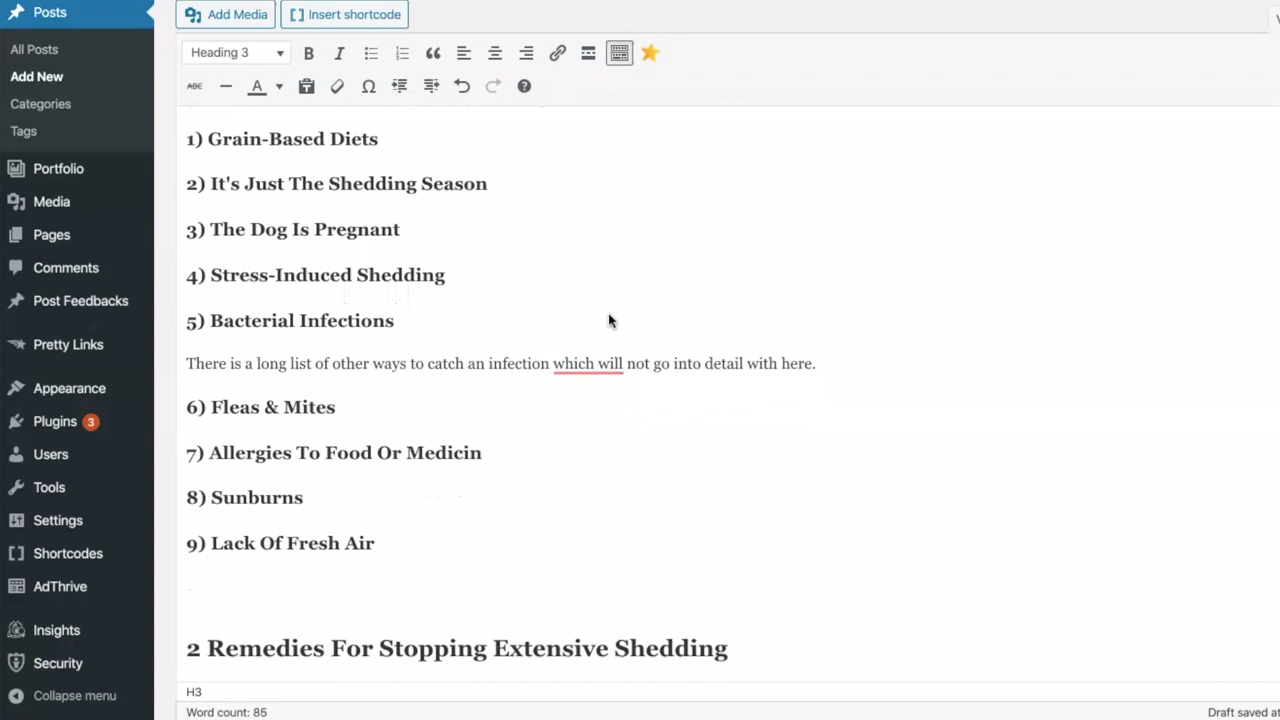 Posts
Add Media
Insert shortcode
All Posts
Heading 3
B
I
Add New
ABC
A
Categories
Tags
1) Grain-Based Diets
Portfolio
2) It's Just The Shedding Season
Media
3) The Dog Is Pregnant
Pages
Comments
4) Stress-Induced Shedding
Post Feedbacks
5) Bacterial Infections
Pretty Links
There is a long list of other ways to catch an infection which will not go into detail with here.
Appearance
6) Fleas & Mites
Plugins 3
Users
7) Allergies To Food Or Medicin
Tools
8) Sunburns
Settings
Shortcodes
9) Lack Of Fresh Air
AdThrive
Insights
2 Remedies For Stopping Extensive Shedding
Security
Collapse menu
H3
Word count: 85
Draft saved at